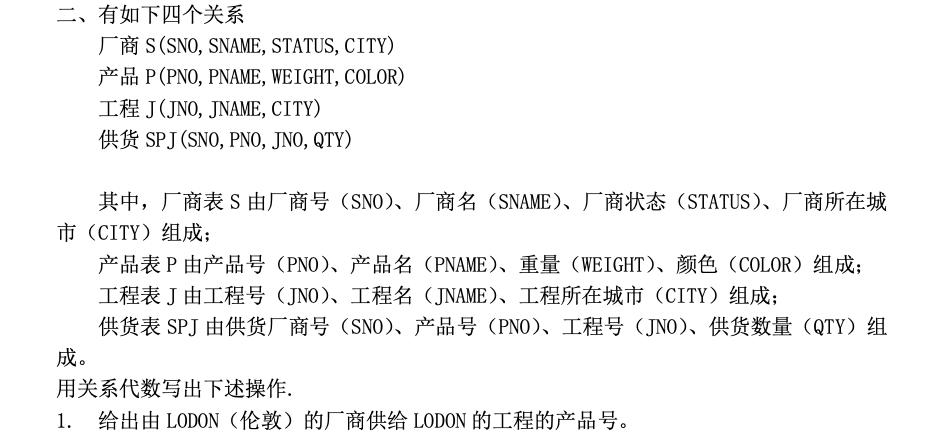 二、有如下四个关系
厂商 S(SNO,SNAME,STATUS,CITY)
产品 P(PNO,PNAME,WEIGHT,COLOR)
工程 J(JNO,JNAME,CITY)
供货 SPJ(SNO,PNO,JNO,QTY)
其中，厂商表 S 由厂商号（SNO）、厂商名（SNAME）、厂商状态（STATUS）、厂商所在城
市（CITY）组成；
产品表 P 由产品号（PNO）、产品名（PNAME）、重量（WEIGHT）、颜色（COLOR）组成；
工程表 J 由工程号（JNO）、工程名（JNAME）、工程所在城市（CITY）组成；
供货表 SPJ 由供货厂商号（SNO）、产品号（PNO）、工程号（JNO）、供货数量（QTY）组
成。
用关系代数写出下述操作.
1. 给出由 LODON（伦敦）的厂商供给 LODON 的工程的产品号。